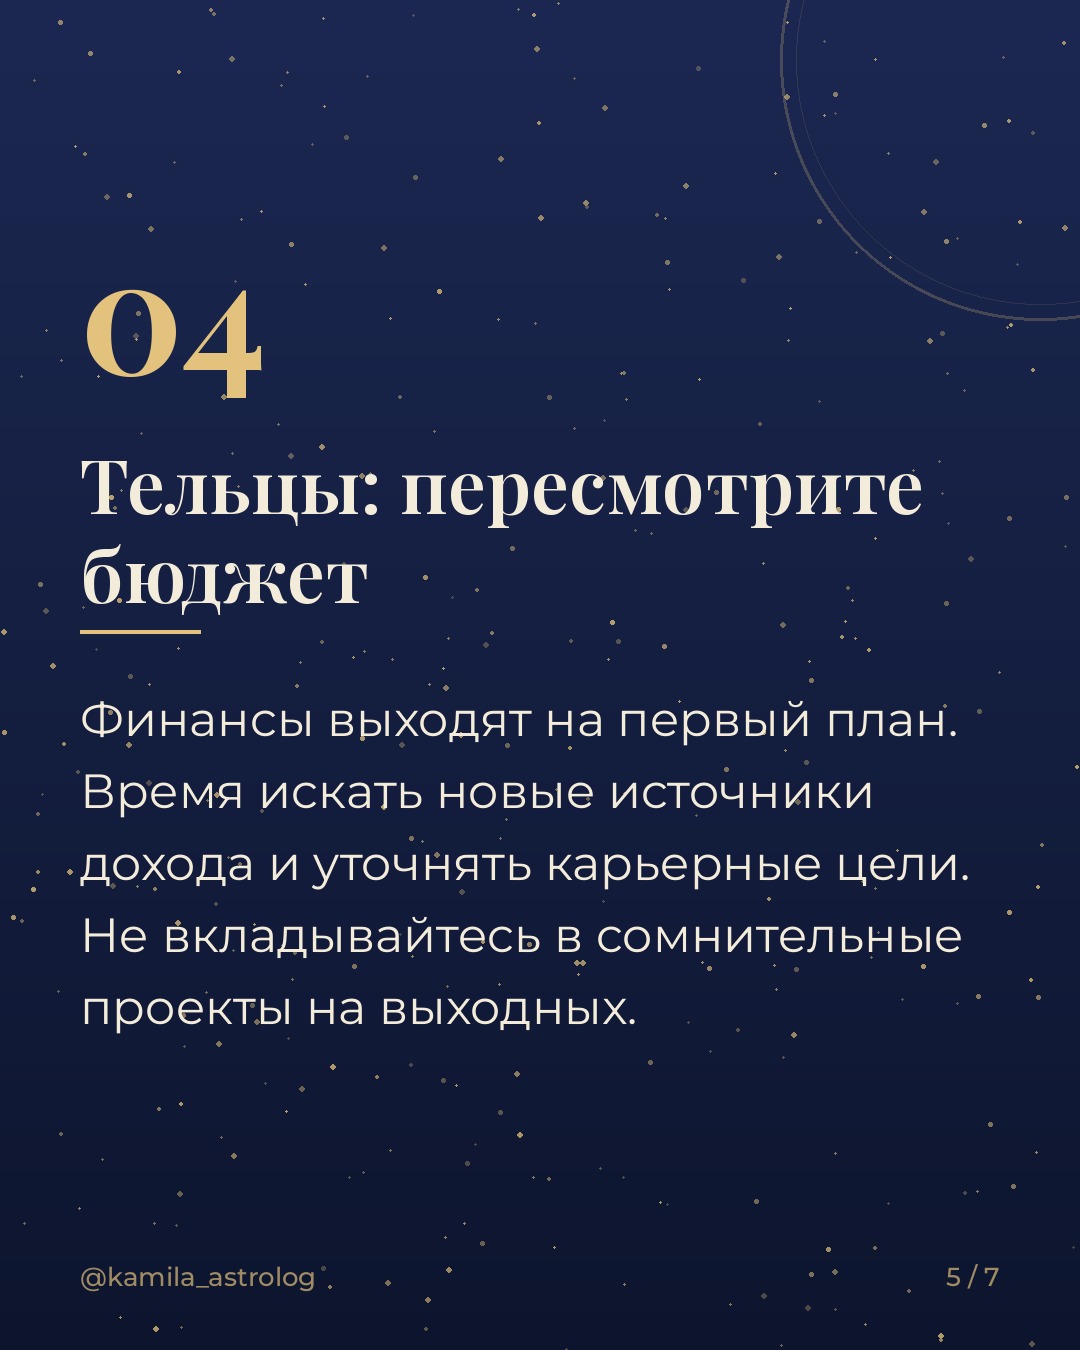 04
Тельцы: пересмотрите
бюджет
Финансы выходят на первый план.
Время искать новые источники
дохода и уточнять карьерные цели.
Не вкладывайтесь в сомнительные
проекты на выходных.
@kamila_astrolog
5 / 7